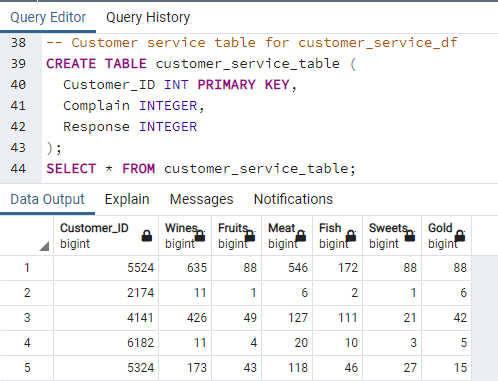 Query Editor Query History
38 -- Customer service table for customer_service_df
39 CREATE TABLE customer_service_table (
40 Customer_ID INT PRIMARY KEY,
41 Complain INTEGER,
42 Response INTEGER
43 );
44 SELECT * FROM customer_service_table;
Data Output Explain Messages Notifications
Customer_ID Wines Fruits Meat Fish Sweets Gold
bigint bigint bigint bigint bigint bigint bigint
1 5524 635 88 546 172 88 88
2 2174 11 1 6 2 1 6
3 4141 426 49 127 111 21 42
4 6182 11 4 20 10 3 5
5 5324 173 43 118 46 27 15